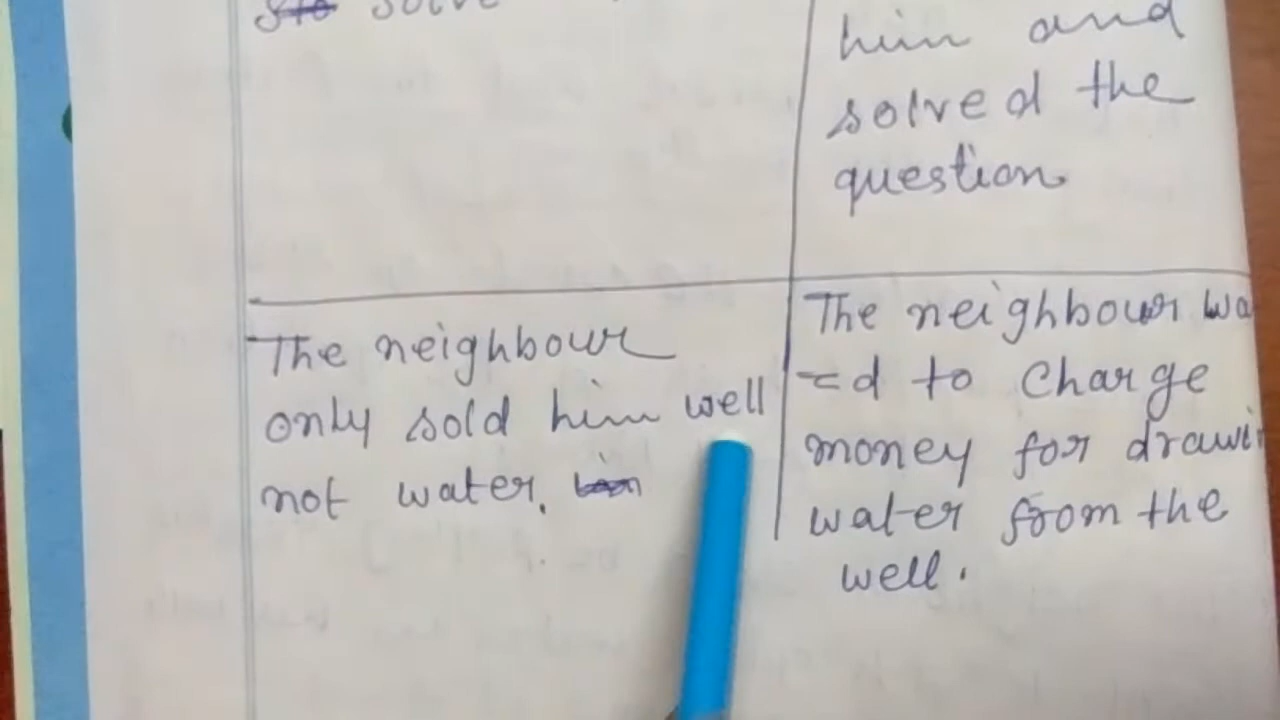 solve
him and
solved the
question.
The neighbour
only sold him well
not water.
The neighbour wa
=d to charge
money for drawi
water from the
well.